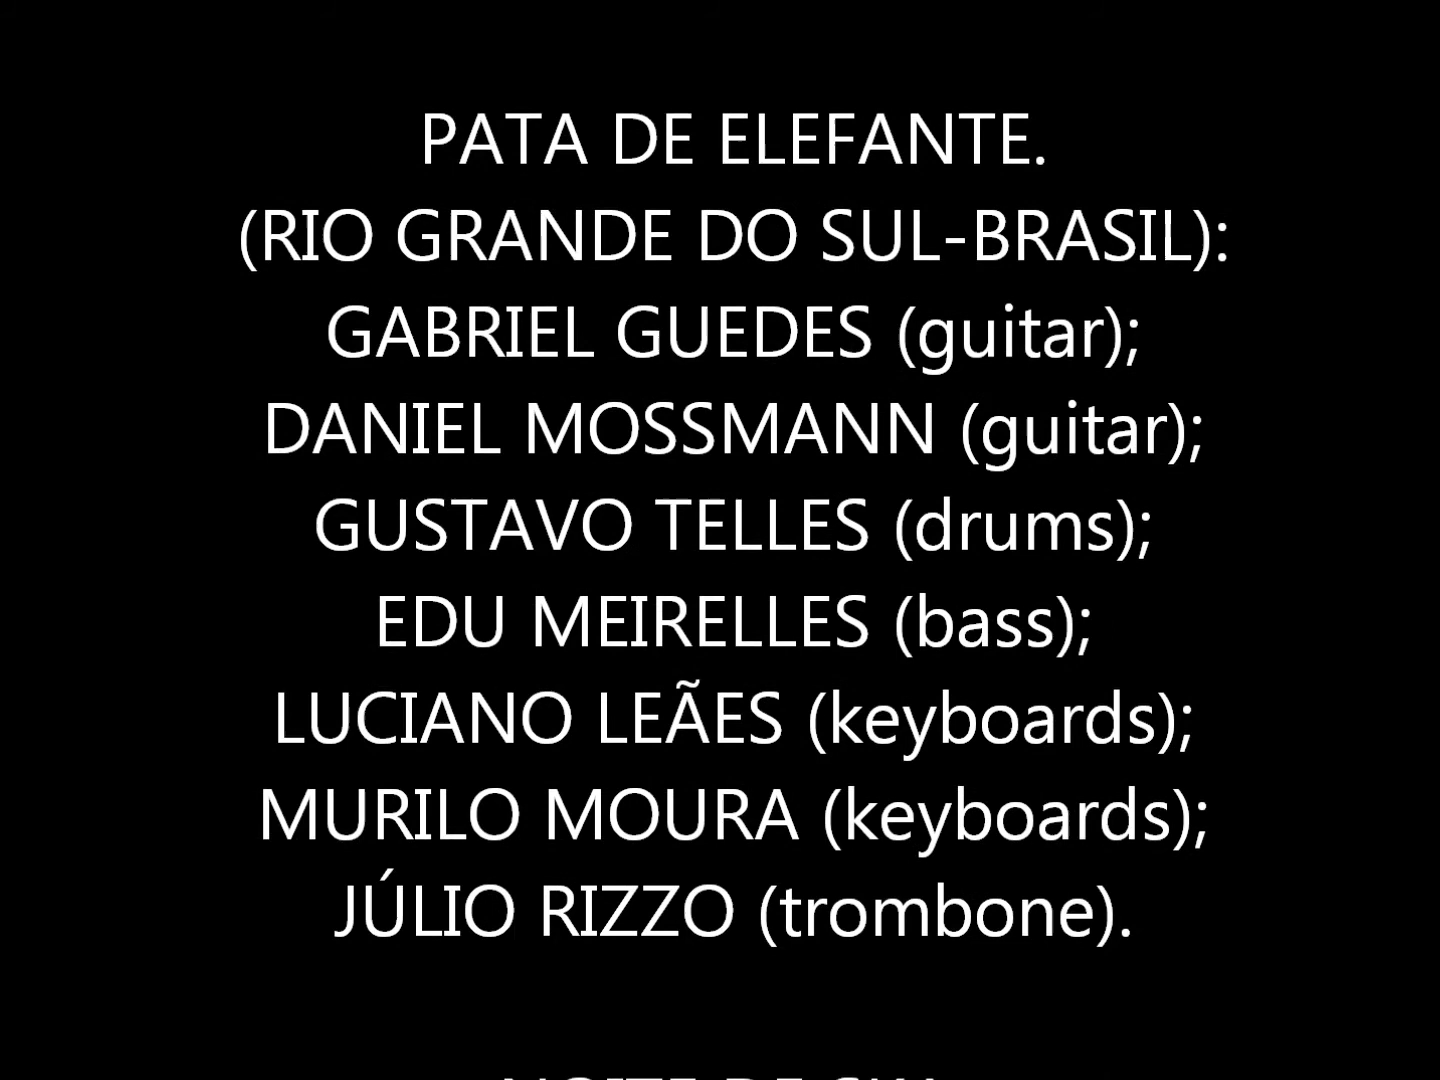 PATA DE ELEFANTE.
(RIO GRANDE DO SUL-BRASIL):
GABRIEL GUEDES (guitar);
DANIEL MOSSMANN (guitar);
GUSTAVO TELLES (drums);
EDU MEIRELLES (bass);
LUCIANO LEÃES (keyboards);
MURILO MOURA (keyboards);
JÚLIO RIZZO (trombone).